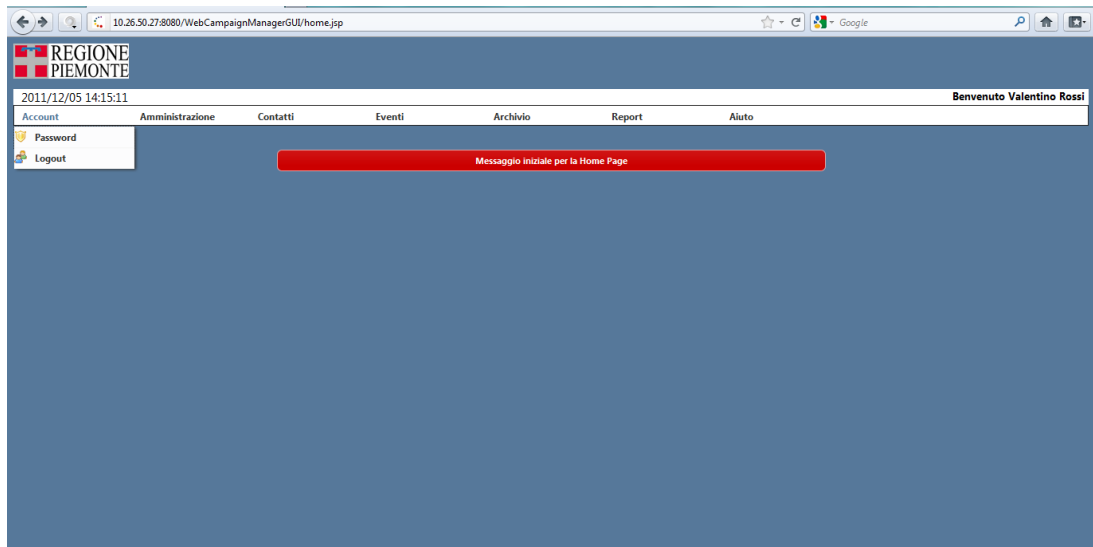 10.26.50.27:8080/WebCampaignManagerGUI/home.jsp Google
REGIONE
PIEMONTE
2011/12/05 14:15:11 Benvenuto Valentino Rossi
Account Amministrazione Contatti Eventi Archivio Report Aiuto
Password
Logout
Messaggio iniziale per la Home Page